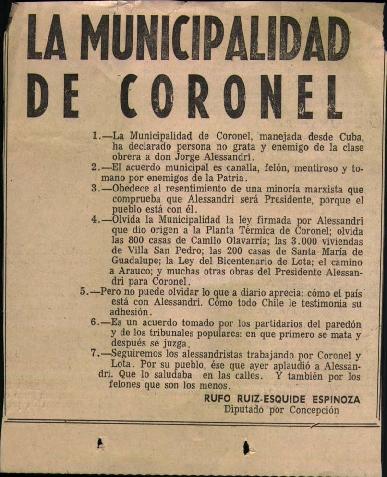 LA MUNICIPALIDAD
DE CORONEL
1.—La Municipalidad de Coronel, manejada desde Cuba,
ha declarado persona no grata y enemigo de la clase
obrera a don Jorge Alessandri.
2.—El acuerdo municipal es canalla, felón, mentiroso y to-
mano por enemigos de la Patria.
3.—Obedece al resentimiento de una minoría marxista que
comprueba que Alessandri será Presidente, porque el
pueblo está con él.
4.—Olvida la Municipalidad la ley firmada por Alessandri
que dio origen a la Planta Térmica de Coronel; olvida
las 800 casas de Camilo Olavarría; las 3.000 viviendas
de Villa San Pedro; las 200 casas de Santa María de
Guadalupe; la Ley del Bicentenario de Lota; el camino
a Arauco; y muchas otras obras del Presidente Alessan-
dri para Coronel.
5.—Pero no puede olvidar lo que a diario aprecia: cómo el país
está con Alessandri. Cómo todo Chile le testimonia su
adhesión.
6.—Es un acuerdo tomado por los partidarios del paredón
y de los tribunales populares: en que primero se mata y
después se juzga.
7.—Seguiremos los alessandristas trabajando por Coronel y
Lota. Por su pueblo, ése que ayer aplaudió a Alessan-
dri. Que lo saludaba en las calles. Y también por los
felones que son los menos.
RUFO RUIZ-ESQUIDE ESPINOZA
Diputado por Concepción